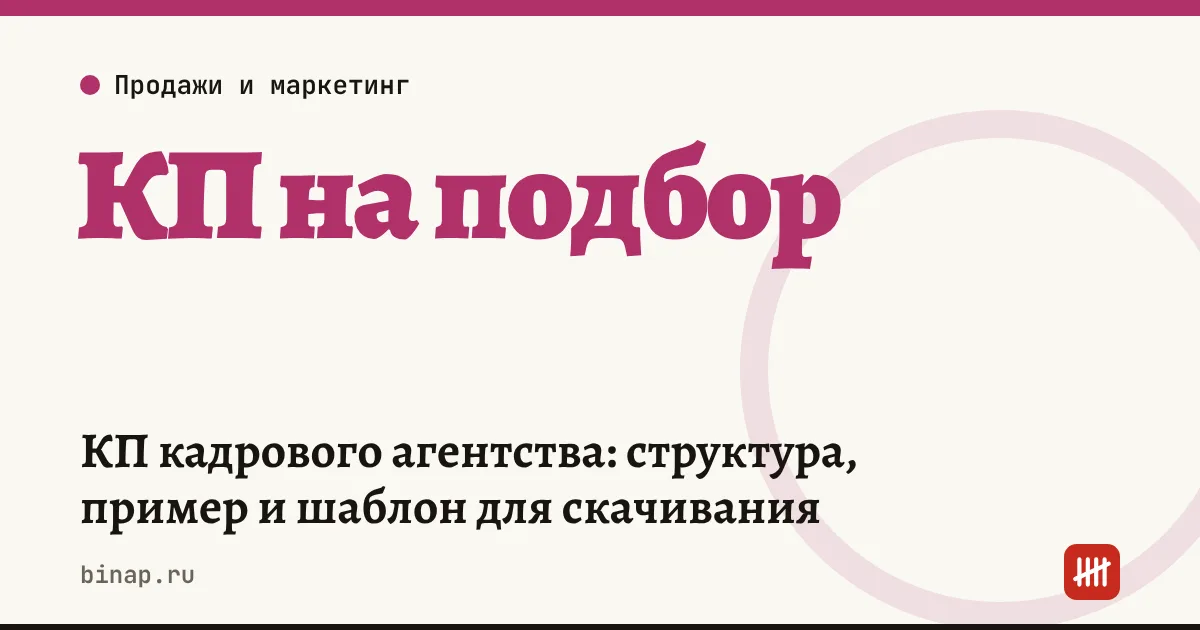 Продажи и маркетинг
КП на подбор
КП кадрового агентства: структура,
пример и шаблон для скачивания
binap.ru